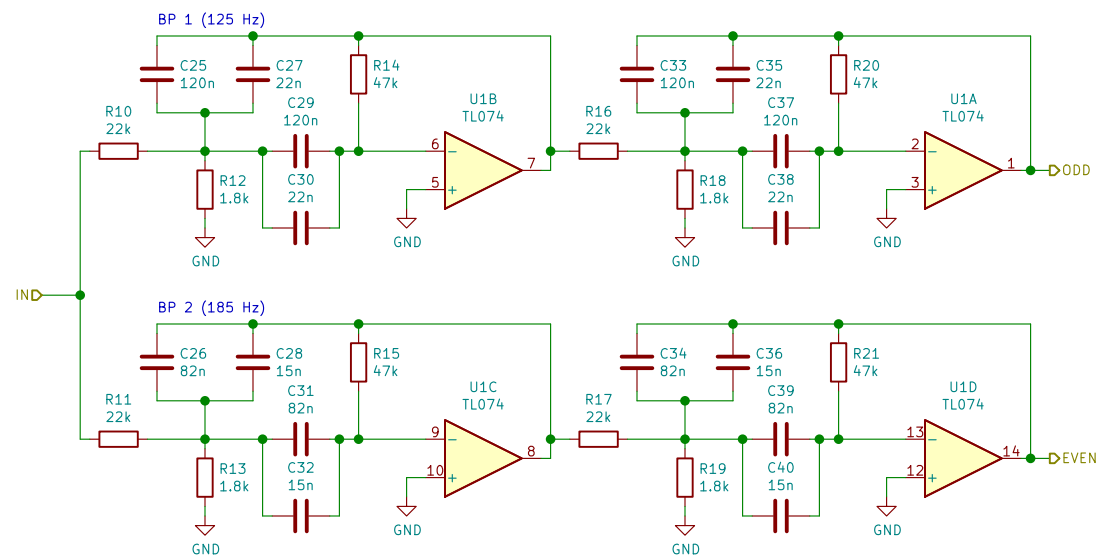 BP 1 (125 Hz)
C25
120n
C27
22n
R14
47k
C33
120n
C35
22n
R20
47k
R10
22k
C29
120n
U1B
TL074
R16
22k
C37
120n
U1A
TL074
6
7
2
1
ODD
R12
1.8k
C30
22n
5
R18
1.8k
C38
22n
3
GND
GND
GND
GND
IN
BP 2 (185 Hz)
C26
82n
C28
15n
R15
47k
C34
82n
C36
15n
R21
47k
R11
22k
C31
82n
U1C
TL074
R17
22k
C39
82n
U1D
TL074
9
8
13
14
EVEN
R13
1.8k
C32
15n
10
R19
1.8k
C40
15n
12
GND
GND
GND
GND